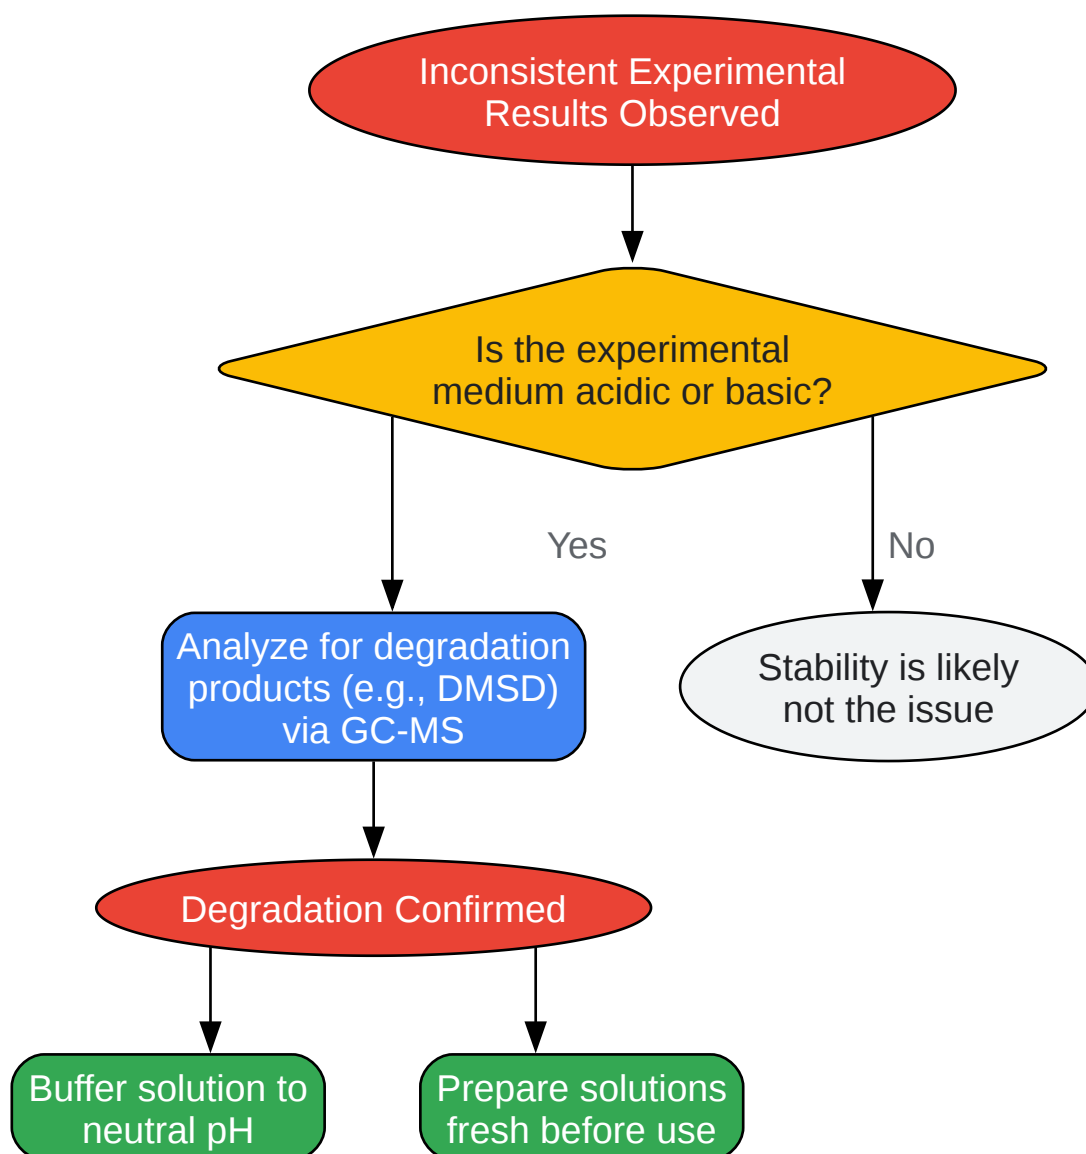 Inconsistent Experimental
Results Observed
Is the experimental
medium acidic or basic?
Yes
No
Analyze for degradation
products (e.g., DMSD)
via GC-MS
Stability is likely
not the issue
Degradation Confirmed
Buffer solution to
neutral pH
Prepare solutions
fresh before use